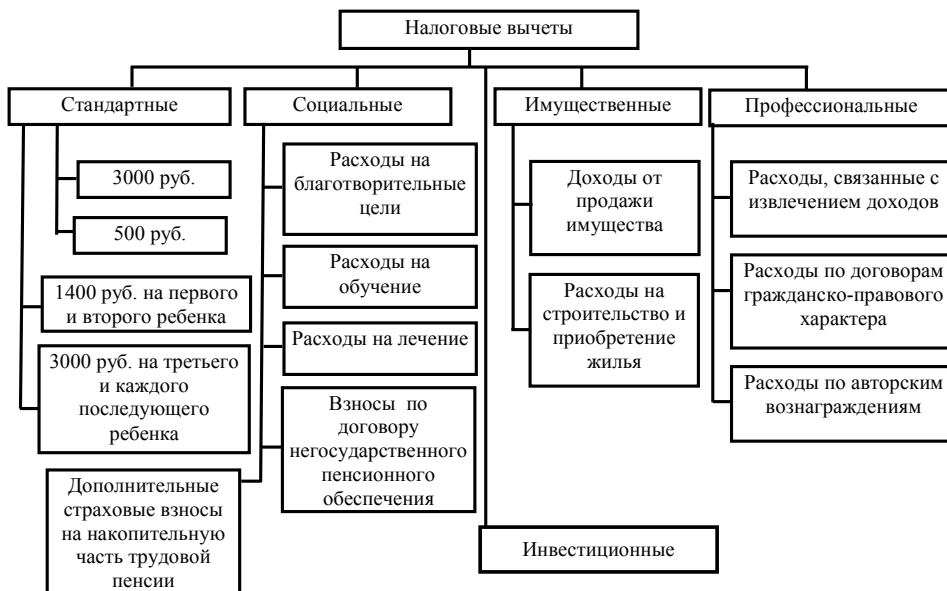 Налоговые вычеты
Стандартные
3000 руб.
500 руб.
1400 руб. на первого
и второго ребенка
3000 руб. на третьего
и каждого
последующего
ребенка
Социальные
Расходы на
благотворительные
цели
Расходы на
обучение
Расходы на лечение
Взносы по
договору
негосударственного
пенсионного
обеспечения
Дополнительные
страховые взносы
на накопительную
часть трудовой
пенсии
Инвестиционные
Имущественные
Доходы от
продажи
имущества
Расходы на
строительство и
приобретение
жилья
Профессиональные
Расходы, связанные с
извлечением доходов
Расходы по договорам
гражданско-правового
характера
Расходы по авторским
вознаграждениям